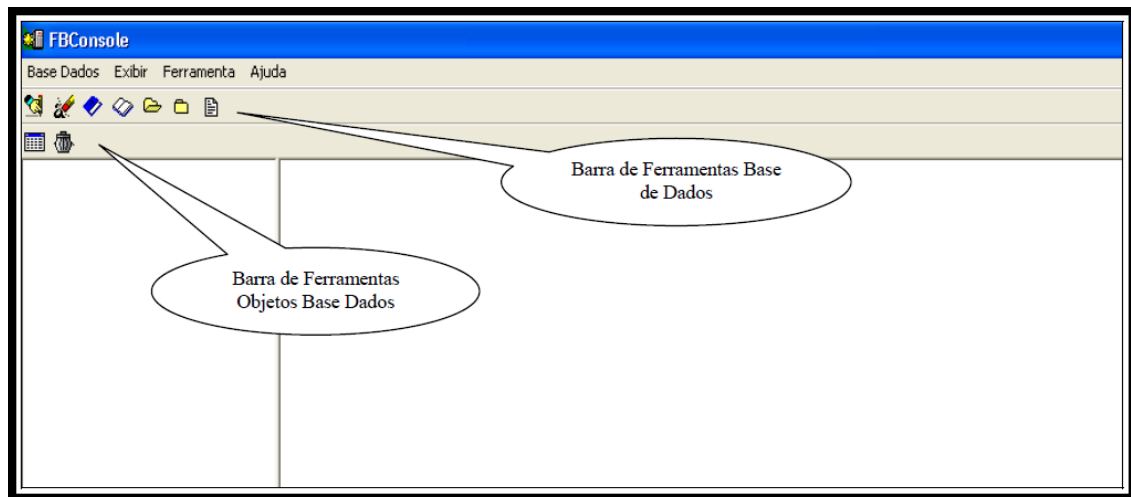 FBConsole
Base Dados Exibir Ferramenta Ajuda
Barra de Ferramentas Base
de Dados
Barra de Ferramentas
Objetos Base Dados